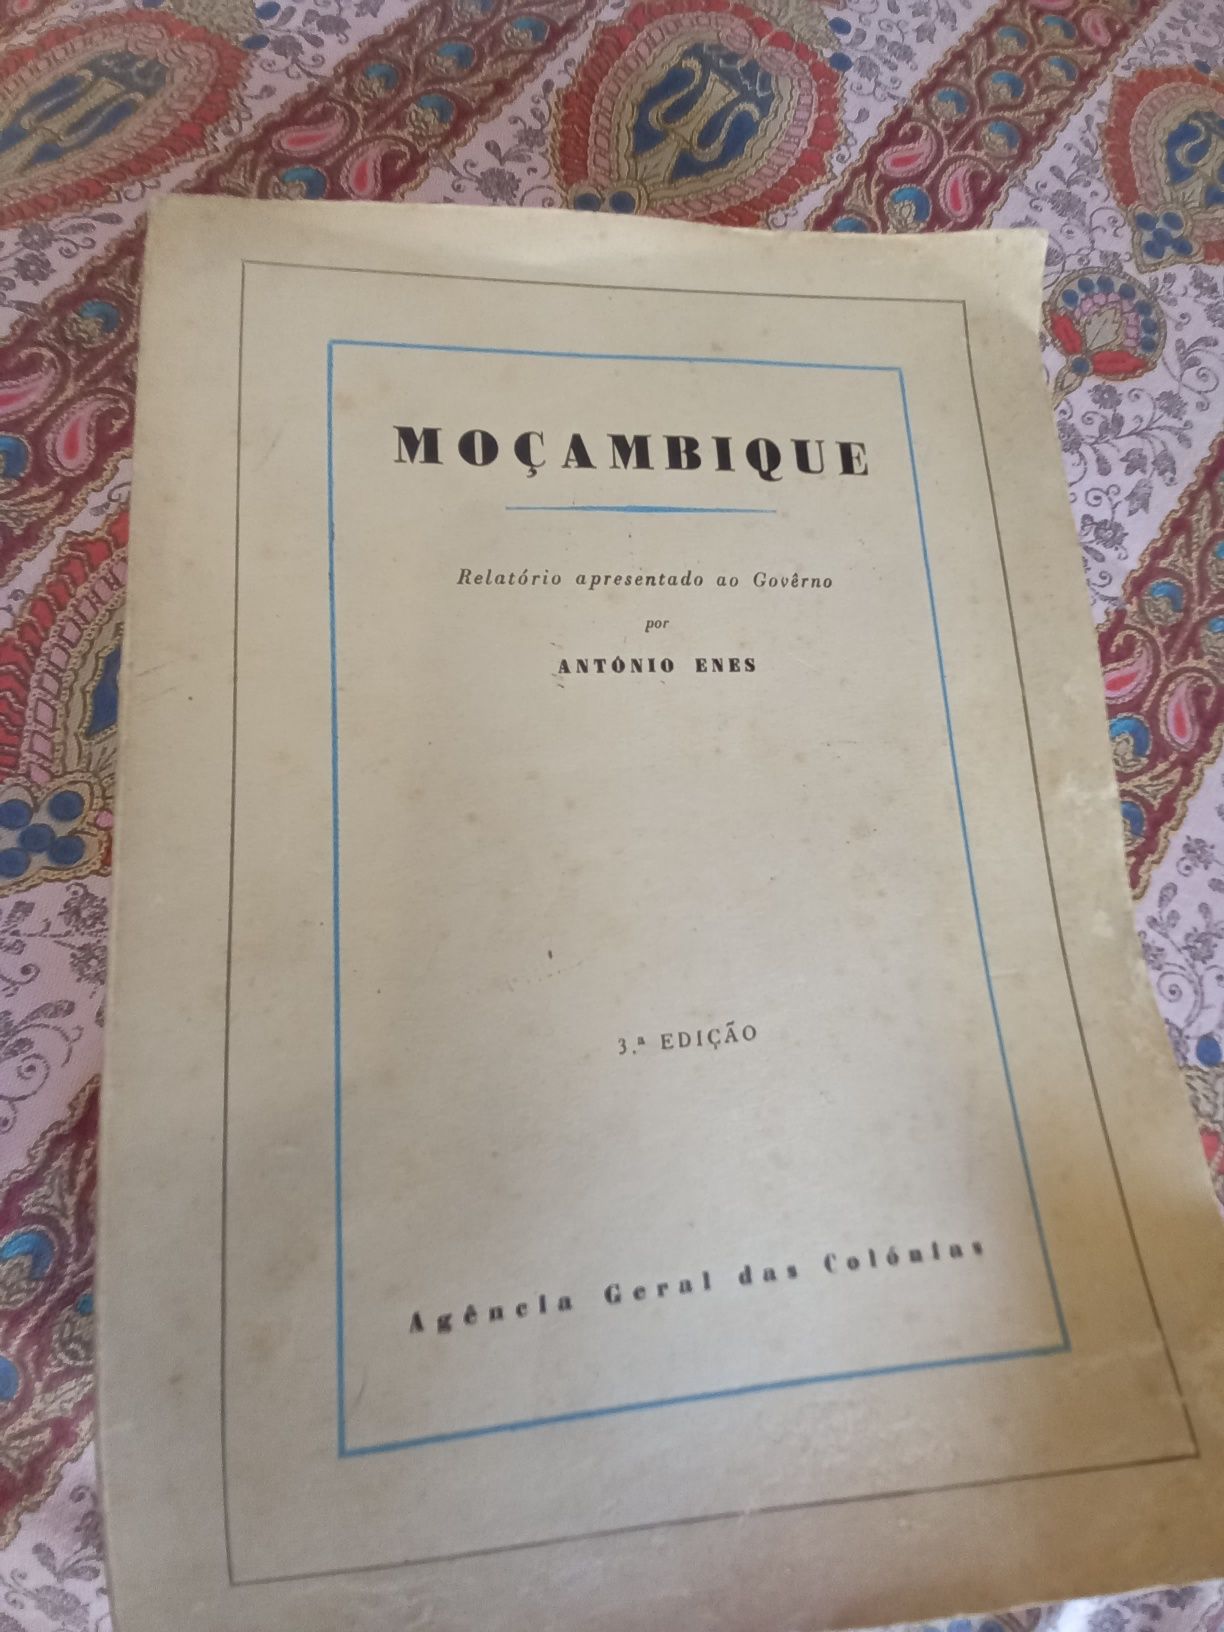 MOÇAMBIQUE
Relatório apresentado ao Govêrno
por
ANTÓNIO ENES
3.ª EDIÇÃO
Agência Geral das Colónias